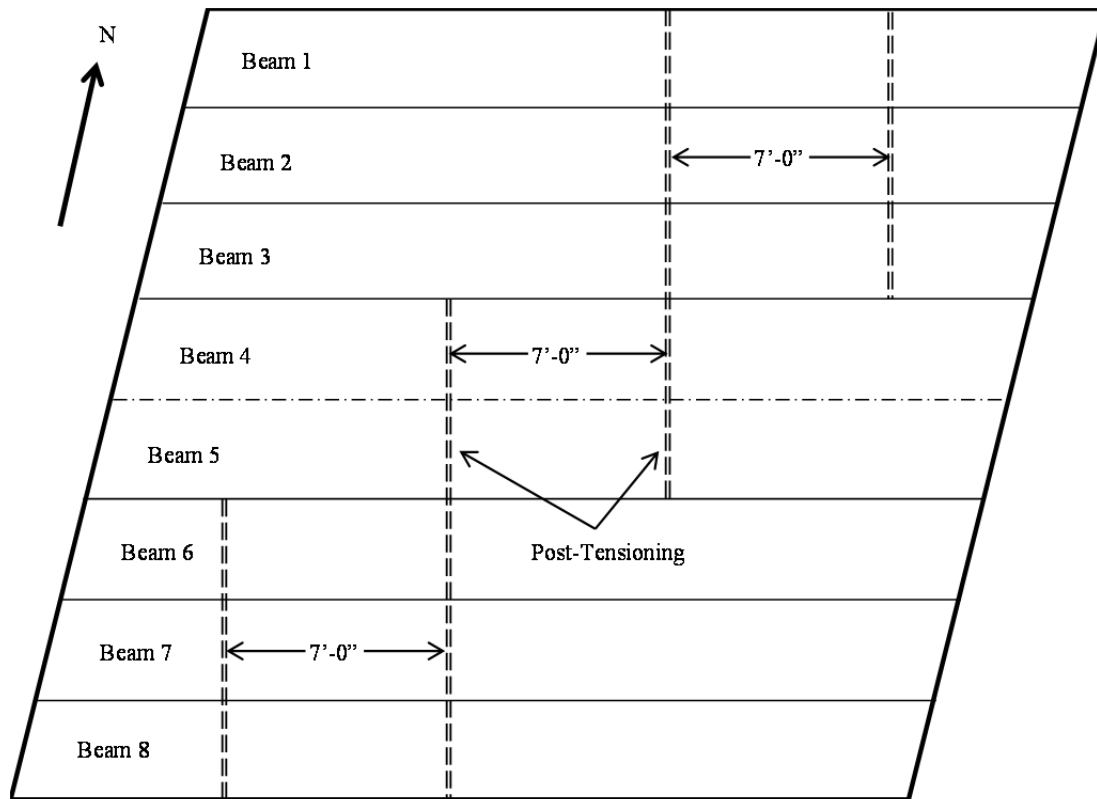 N
Beam 1
Beam 2
7’-0”
Beam 3
Beam 4
7’-0”
Beam 5
Beam 6
Post-Tensioning
Beam 7
7’-0”
Beam 8